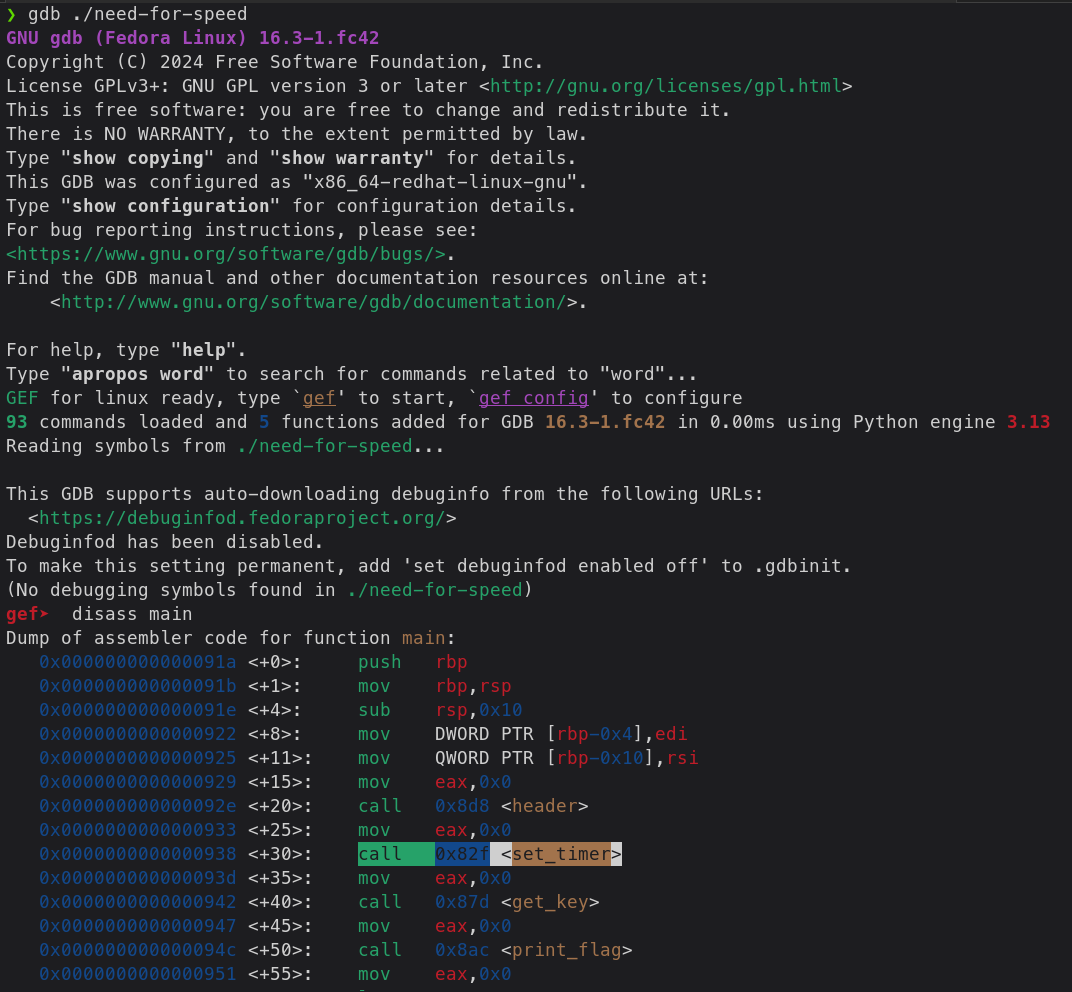 ❯ gdb ./need-for-speed
GNU gdb (Fedora Linux) 16.3-1.fc42
Copyright (C) 2024 Free Software Foundation, Inc.
License GPLv3+: GNU GPL version 3 or later <http://gnu.org/licenses/gpl.html>
This is free software: you are free to change and redistribute it.
There is NO WARRANTY, to the extent permitted by law.
Type "show copying" and "show warranty" for details.
This GDB was configured as "x86_64-redhat-linux-gnu".
Type "show configuration" for configuration details.
For bug reporting instructions, please see:
<https://www.gnu.org/software/gdb/bugs/>.
Find the GDB manual and other documentation resources online at:
    <http://www.gnu.org/software/gdb/documentation/>.

For help, type "help".
Type "apropos word" to search for commands related to "word"...
GEF for linux ready, type `gef' to start, `gef config' to configure
93 commands loaded and 5 functions added for GDB 16.3-1.fc42 in 0.00ms using Python engine 3.13
Reading symbols from ./need-for-speed...

This GDB supports auto-downloading debuginfo from the following URLs:
  <https://debuginfod.fedoraproject.org/>
Debuginfod has been disabled.
To make this setting permanent, add 'set debuginfod enabled off' to .gdbinit.
(No debugging symbols found in ./need-for-speed)
gef➤  disass main
Dump of assembler code for function main:
   0x000000000000091a <+0>:     push   rbp
   0x000000000000091b <+1>:     mov    rbp,rsp
   0x000000000000091e <+4>:     sub    rsp,0x10
   0x0000000000000922 <+8>:     mov    DWORD PTR [rbp-0x4],edi
   0x0000000000000925 <+11>:    mov    QWORD PTR [rbp-0x10],rsi
   0x0000000000000929 <+15>:    mov    eax,0x0
   0x000000000000092e <+20>:    call   0x8d8 <header>
   0x0000000000000933 <+25>:    mov    eax,0x0
   0x0000000000000938 <+30>:    call   0x82f <set_timer>
   0x000000000000093d <+35>:    mov    eax,0x0
   0x0000000000000942 <+40>:    call   0x87d <get_key>
   0x0000000000000947 <+45>:    mov    eax,0x0
   0x000000000000094c <+50>:    call   0x8ac <print_flag>
   0x0000000000000951 <+55>:    mov    eax,0x0